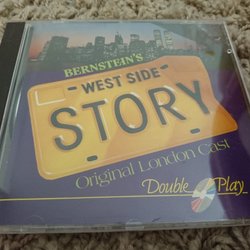 BERNSTEIN'S
WEST SIDE
STORY
Original London Cast
Double Play